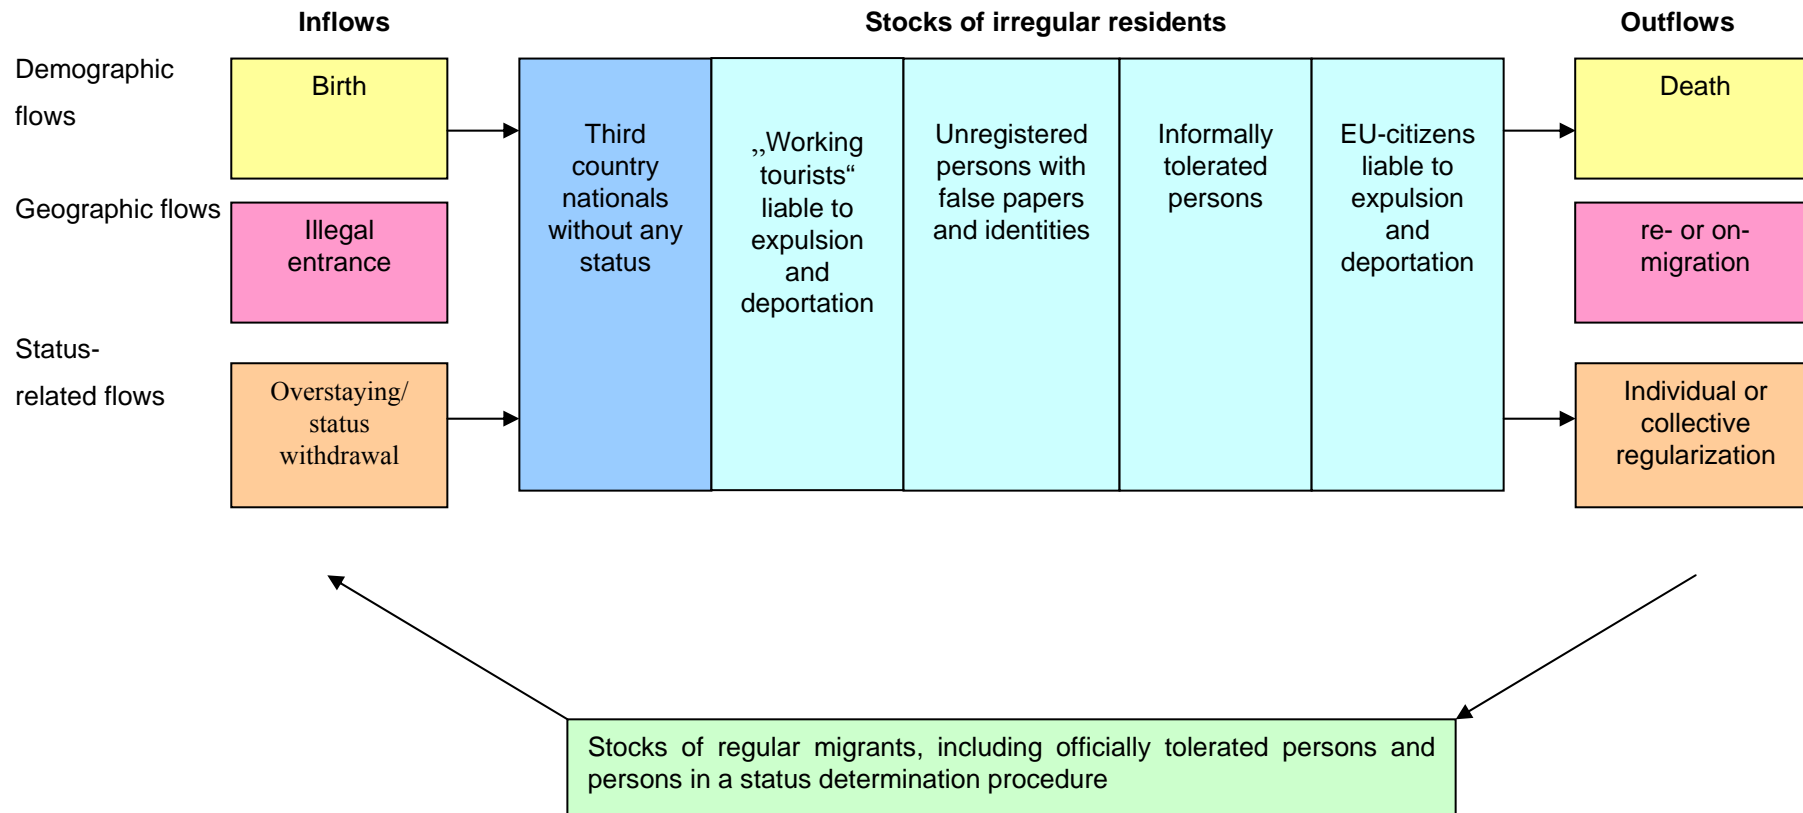 Inflows
Stocks of irregular residents
Outflows
Demographic
flows
Birth
Third
country
nationals
without any
status
„Working
tourists“
liable to
expulsion
and
deportation
Unregistered
persons with
false papers
and identities
Informally
tolerated
persons
EU-citizens
liable to
expulsion
and
deportation
Death
Geographic flows
Illegal
entrance
re- or on-
migration
Status-
related flows
Overstaying/
status
withdrawal
Individual or
collective
regularization
Stocks of regular migrants, including officially tolerated persons and
persons in a status determination procedure